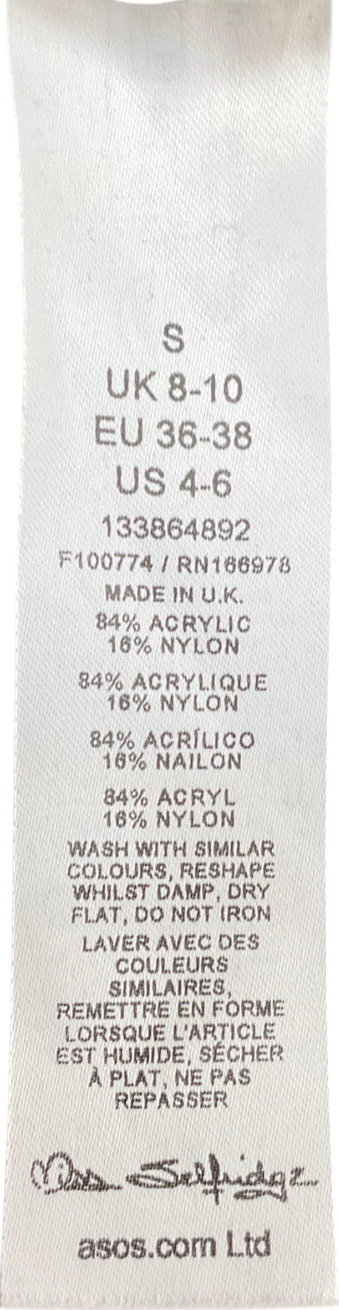 S
UK 8-10
EU 36-38
US 4-6
133864892
F100774 / RN166978
MADE IN U.K.
84% ACRYLIC
16% NYLON
84% ACRYLIQUE
16% NYLON
84% ACRÍLICO
16% NAILON
84% ACRYL
16% NYLON
WASH WITH SIMILAR
COLOURS, RESHAPE
WHILST DAMP, DRY
FLAT, DO NOT IRON
LAVER AVEC DES
COULEURS
SIMILAIRES,
REMETTRE EN FORME
LORSQUE L'ARTICLE
EST HUMIDE, SÉCHER
À PLAT, NE PAS
REPASSER
Miss Selfridge
asos.com Ltd